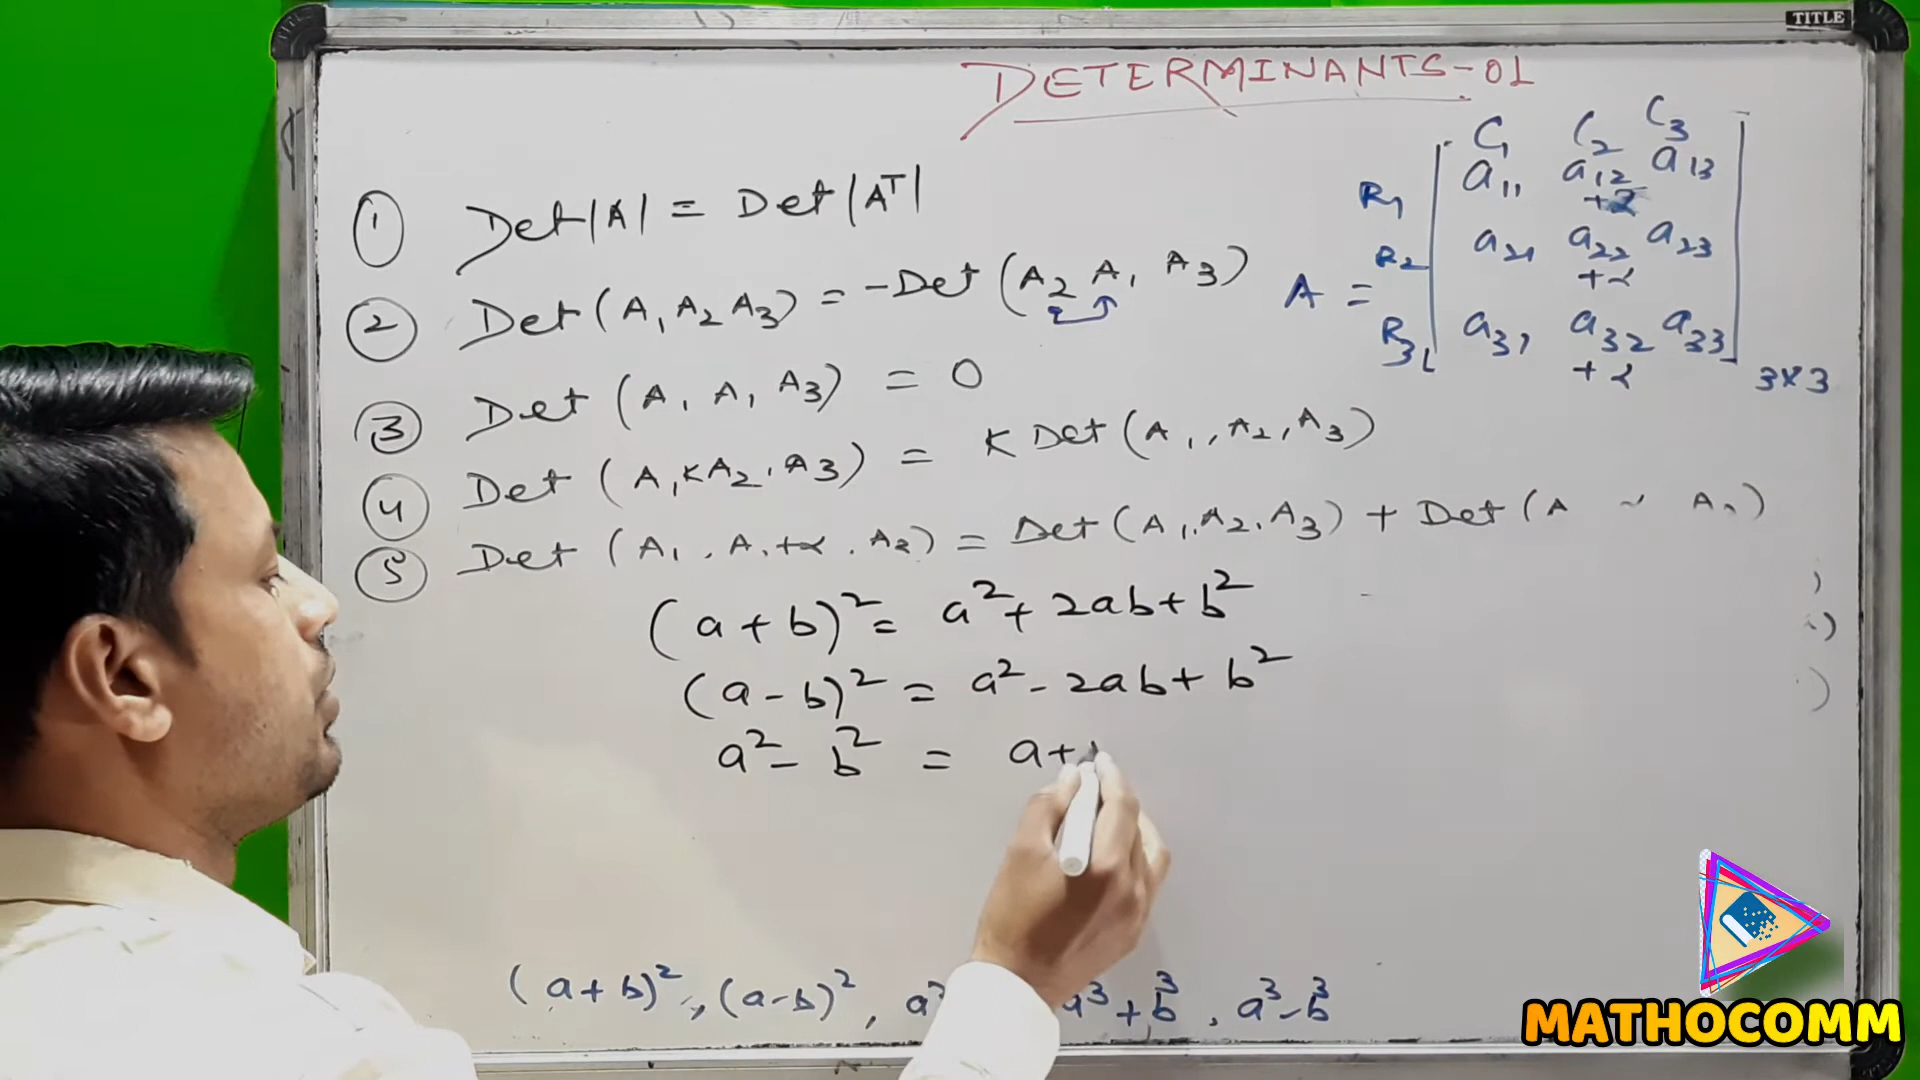 TITLE
DETERMINANTS-01
C1 C2 C3
R1 a11 a12 a13
+2
① Det|A| = Det|Aᵀ|
R2 a21 a22 a23
+α
② Det(A1 A2 A3) = -Det(A2 A1 A3)
A =
R3 a31 a32 a33
+α
3×3
③ Det(A1 A1 A3) = 0
④ Det(A1 KA2, A3) = K Det(A1, A2, A3)
⑤ Det(A1, A1+α, A3) = Det(A1, A2, A3) + Det(A
(a+b)² = a² + 2ab + b²
(a-b)² = a² - 2ab + b²
a² - b² = a+
(a+b)², (a-b)², a³+b³, a³-b³
MATHOCOMM